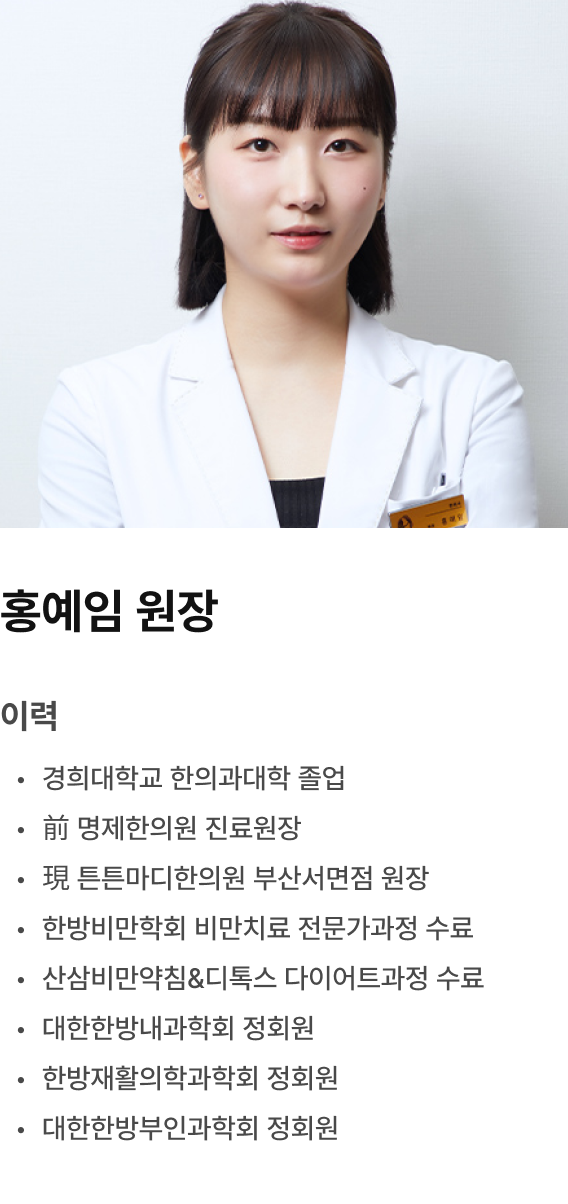 홍예임
홍예임 원장
이력
• 경희대학교 한의과대학 졸업
• 前 명제한의원 진료원장
• 現 튼튼마디한의원 부산서면점 원장
• 한방비만학회 비만치료 전문가과정 수료
• 산삼비만약침&디톡스 다이어트과정 수료
• 대한한방내과학회 정회원
• 한방재활의학과학회 정회원
• 대한한방부인과학회 정회원